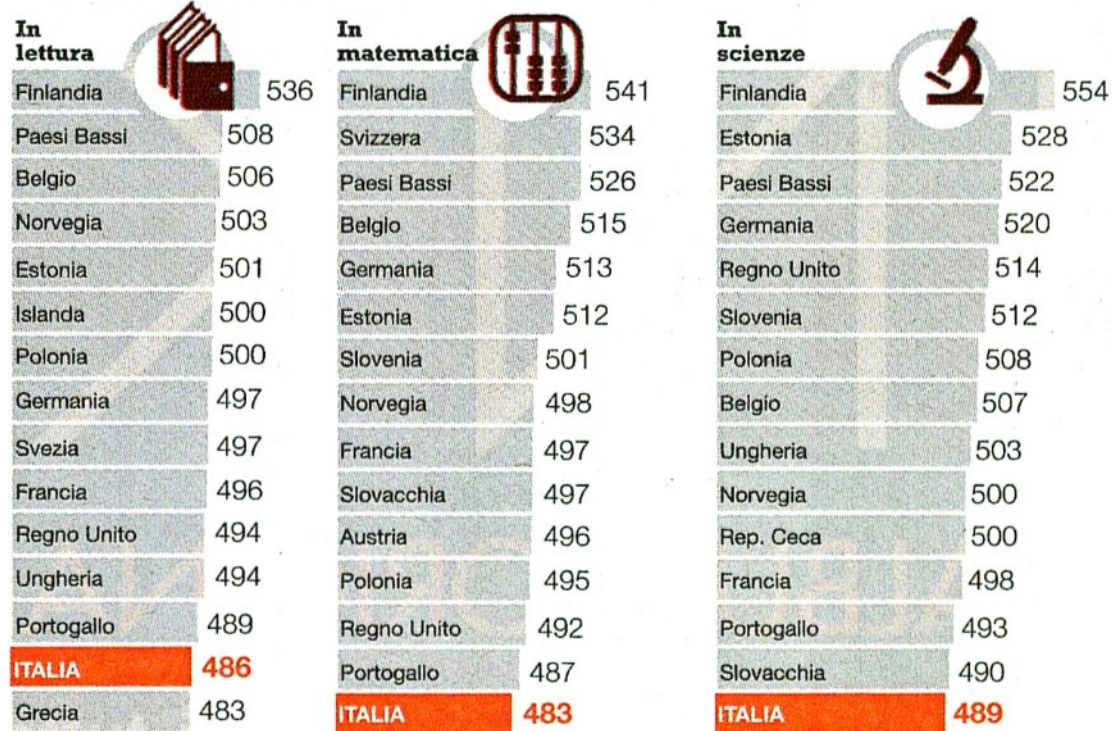 In
lettura
Finlandia 536
Paesi Bassi 508
Belgio 506
Norvegia 503
Estonia 501
Islanda 500
Polonia 500
Germania 497
Svezia 497
Francia 496
Regno Unito 494
Ungheria 494
Portogallo 489
ITALIA 486
Grecia 483
In
matematica
Finlandia 541
Svizzera 534
Paesi Bassi 526
Belgio 515
Germania 513
Estonia 512
Slovenia 501
Norvegia 498
Francia 497
Slovacchia 497
Austria 496
Polonia 495
Regno Unito 492
Portogallo 487
ITALIA 483
In
scienze
Finlandia 554
Estonia 528
Paesi Bassi 522
Germania 520
Regno Unito 514
Slovenia 512
Polonia 508
Belgio 507
Ungheria 503
Norvegia 500
Rep. Ceca 500
Francia 498
Portogallo 493
Slovacchia 490
ITALIA 489